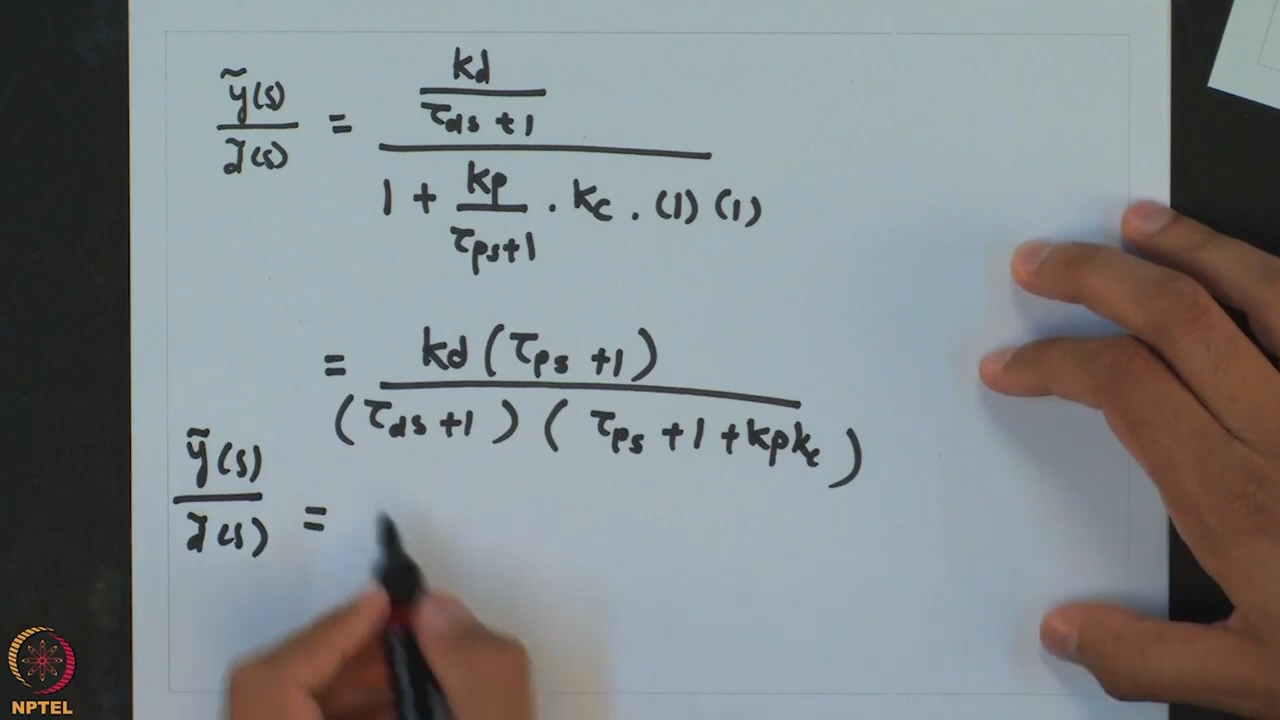 ỹ(s)/d̃(s) = (kd/(τds+1)) / (1 + kp/(τps+1) · kc · (1) (1))
= kd(τps+1) / ((τds+1)(τps+1+kpkc))
ỹ(s)/d̃(s) =
NPTEL